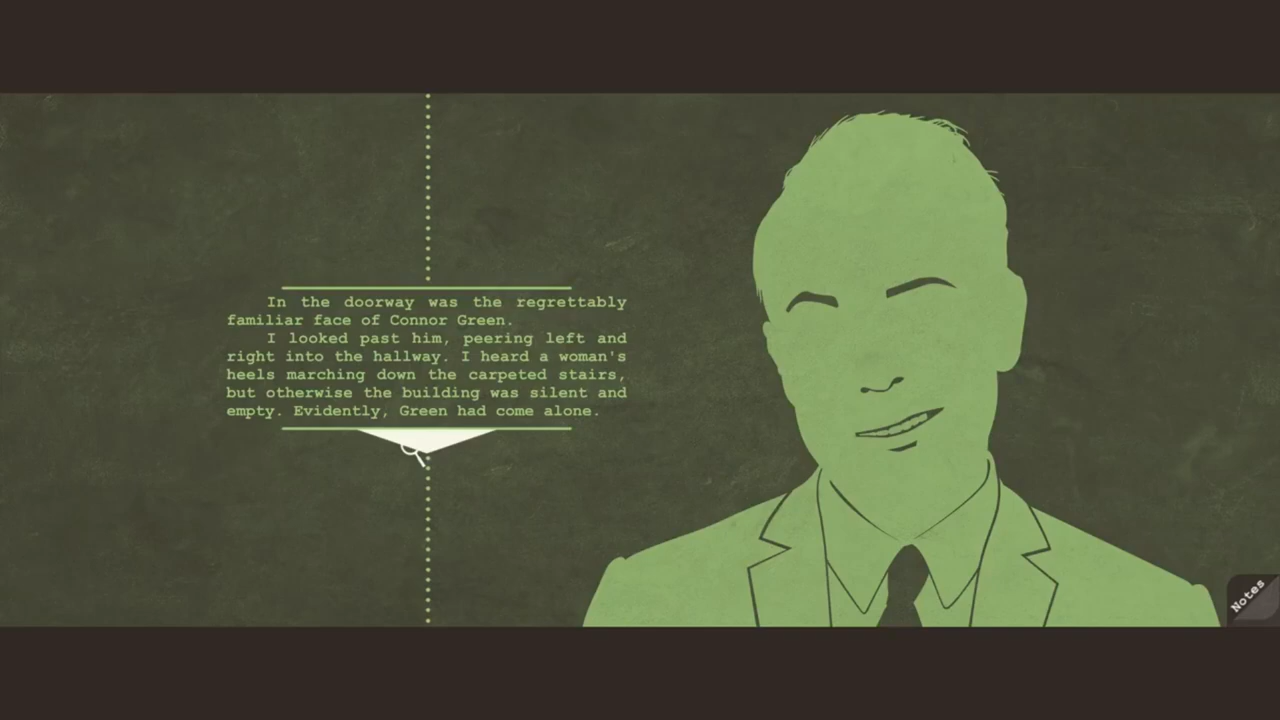 In the doorway was the regrettably
familiar face of Connor Green.
I looked past him, peering left and
right into the hallway. I heard a woman's
heels marching down the carpeted stairs,
but otherwise the building was silent and
empty. Evidently, Green had come alone.
Notes